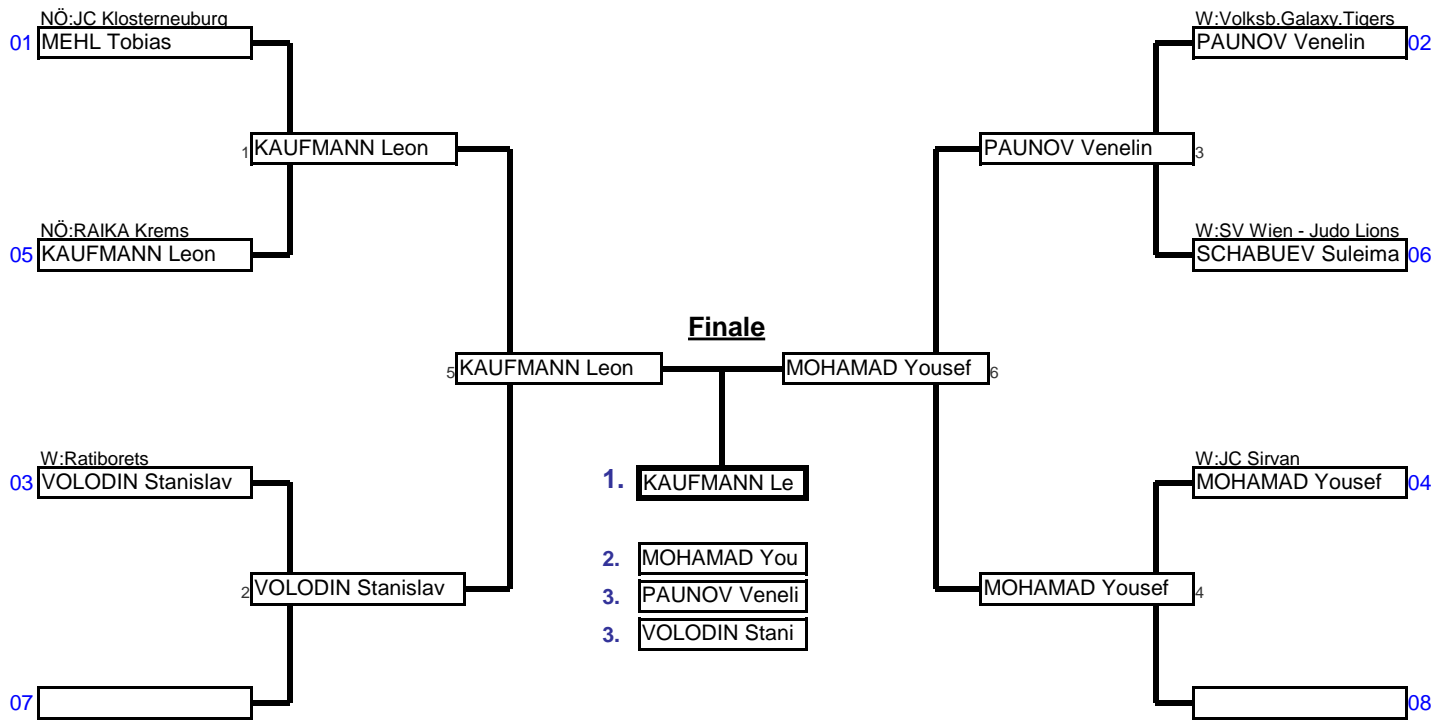 NÖ:JC Klosterneuburg
01 MEHL Tobias
W:Volksb.Galaxy.Tigers
PAUNOV Venelin 02
1 KAUFMANN Leon
PAUNOV Venelin 3
NÖ:RAIKA Krems
05 KAUFMANN Leon
W:SV Wien - Judo Lions
SCHABUEV Suleima 06
Finale
5 KAUFMANN Leon
MOHAMAD Yousef 6
W:Ratiborets
03 VOLODIN Stanislav
1. KAUFMANN Le
W:JC Sirvan
MOHAMAD Yousef 04
2. MOHAMAD You
2 VOLODIN Stanislav
3. PAUNOV Veneli
MOHAMAD Yousef 4
3. VOLODIN Stani
07
08